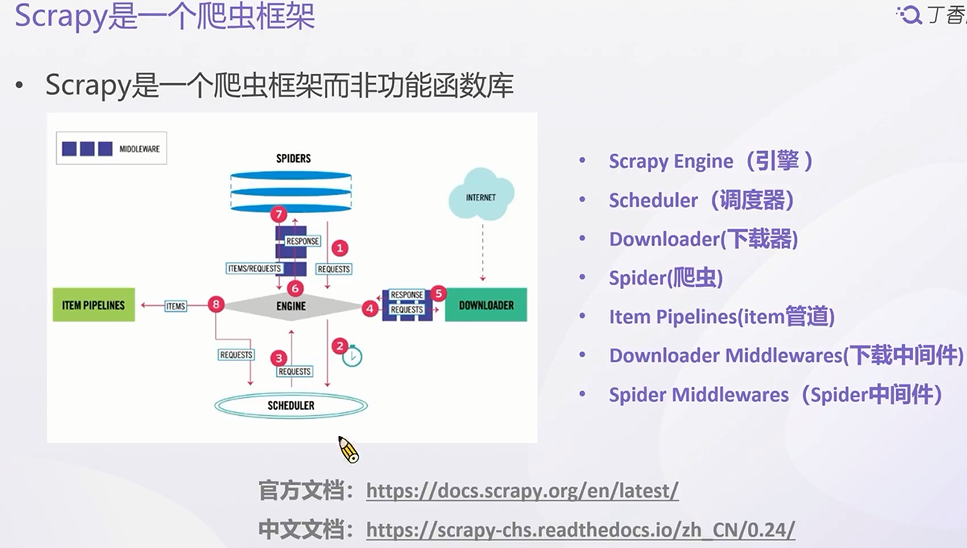 Scrapy是一个爬虫框架
丁香
• Scrapy是一个爬虫框架而非功能函数库
MIDDLEWARE
SPIDERS
INTERNET
7
RESPONSE
1
ITEMS/REQUESTS
REQUESTS
6
ITEM PIPELINES
ITEMS
8
ENGINE
4
RESPONSE
REQUESTS
5
DOWNLOADER
REQUESTS
3
REQUESTS
2
SCHEDULER
• Scrapy Engine（引擎 ）
• Scheduler（调度器）
• Downloader(下载器)
• Spider(爬虫)
• Item Pipelines(item管道)
• Downloader Middlewares(下载中间件)
• Spider Middlewares（Spider中间件）
官方文档：https://docs.scrapy.org/en/latest/
中文文档：https://scrapy-chs.readthedocs.io/zh_CN/0.24/